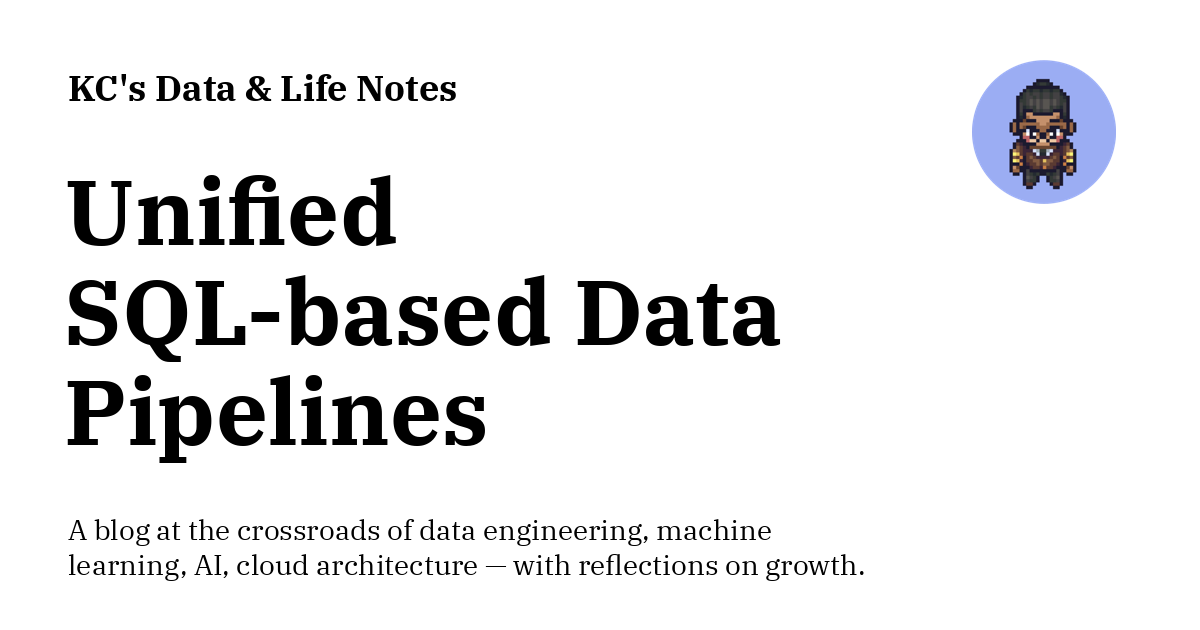 KC's Data & Life Notes
Unified
SQL-based Data
Pipelines
A blog at the crossroads of data engineering, machine
learning, AI, cloud architecture — with reflections on growth.